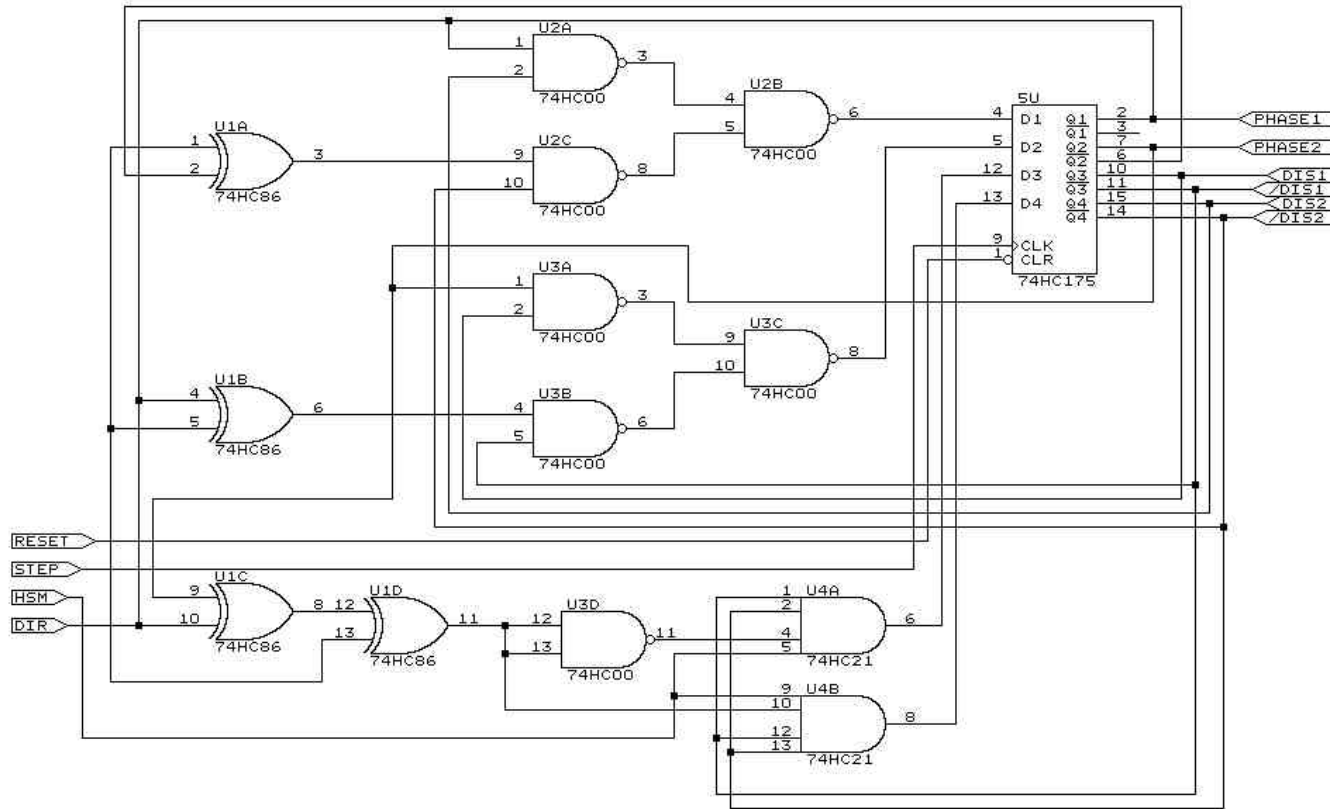 U2A
1
2
3
74HC00
U2B
4
5
6
74HC00
5U
4 D1 Q1 2
Q1 3
5 D2 Q2 7
Q2 6
12 D3 Q3 10
Q3 11
13 D4 Q4 15
Q4 14
9 CLK
1 CLR
74HC175
PHASE1
PHASE2
DIS1
/DIS1
DIS2
/DIS2
U1A
1
2
3
74HC86
U2C
9
10
8
74HC00
U3A
1
2
3
74HC00
U3C
9
10
8
74HC00
U1B
4
5
6
74HC86
U3B
4
5
6
74HC00
RESET
STEP
HSM
DIR
U1C
9
10
8
74HC86
U1D
12
13
11
74HC86
U3D
12
13
11
74HC00
U4A
1
2
4
5
6
74HC21
U4B
9
10
12
13
8
74HC21